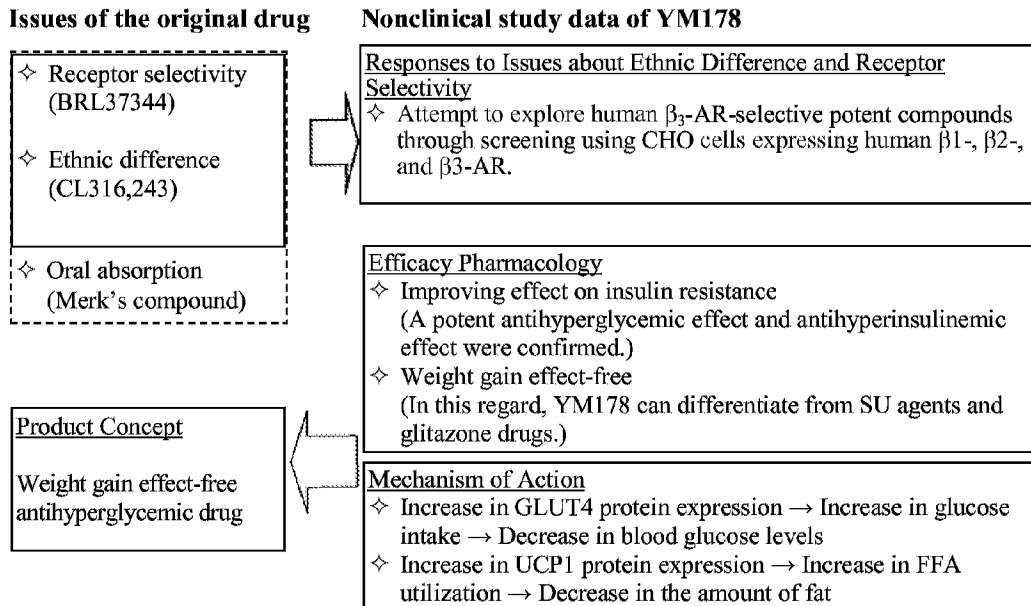 Issues of the original drug
✧ Receptor selectivity
(BRL37344)
✧ Ethnic difference
(CL316,243)
✧ Oral absorption
(Merk's compound)
Product Concept
Weight gain effect-free
antihyperglycemic drug
Nonclinical study data of YM178
Responses to Issues about Ethnic Difference and Receptor
Selectivity
✧ Attempt to explore human β₃-AR-selective potent compounds
through screening using CHO cells expressing human β1-, β2-,
and β3-AR.
Efficacy Pharmacology
✧ Improving effect on insulin resistance
(A potent antihyperglycemic effect and antihyperinsulinemic
effect were confirmed.)
✧ Weight gain effect-free
(In this regard, YM178 can differentiate from SU agents and
glitazone drugs.)
Mechanism of Action
✧ Increase in GLUT4 protein expression → Increase in glucose
intake → Decrease in blood glucose levels
✧ Increase in UCP1 protein expression → Increase in FFA
utilization → Decrease in the amount of fat